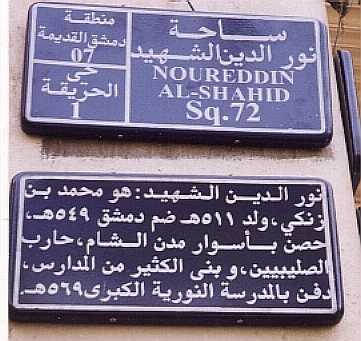 ساحة
نور الدين الشهيد
NOUREDDIN
AL-SHAHID
Sq.72
منطقة
دمشق القديمة
07
حي
الحريقة
1
نور الدين الشهيد: هو محمد بن
زنكي، ولد ٥١١هـ ضم دمشق ٥٤٩هـ،
حصن بأسوار مدن الشام، حارب
الصليبيين، و بنى الكثير من المدارس،
دفن بالمدرسة النورية الكبرى ٥٦٩هـ.